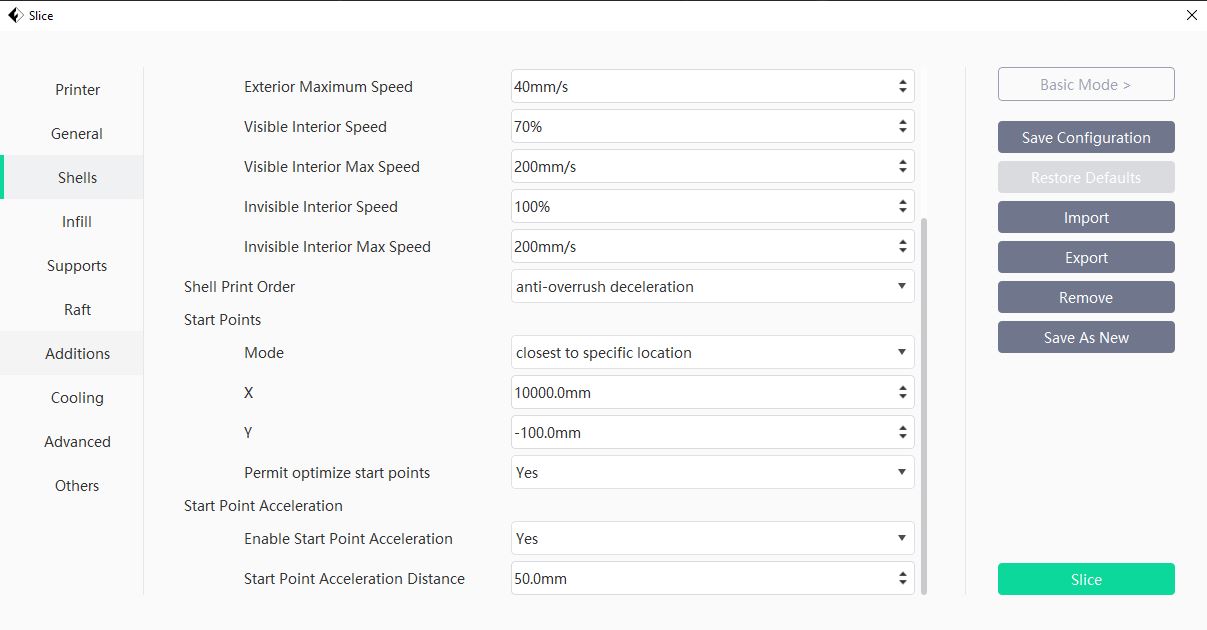 Slice
Printer
General
Shells
Infill
Supports
Raft
Additions
Cooling
Advanced
Others
Exterior Maximum Speed 40mm/s
Visible Interior Speed 70%
Visible Interior Max Speed 200mm/s
Invisible Interior Speed 100%
Invisible Interior Max Speed 200mm/s
Shell Print Order anti-overrush deceleration
Start Points
Mode closest to specific location
X 10000.0mm
Y -100.0mm
Permit optimize start points Yes
Start Point Acceleration
Enable Start Point Acceleration Yes
Start Point Acceleration Distance 50.0mm
Basic Mode >
Save Configuration
Restore Defaults
Import
Export
Remove
Save As New
Slice